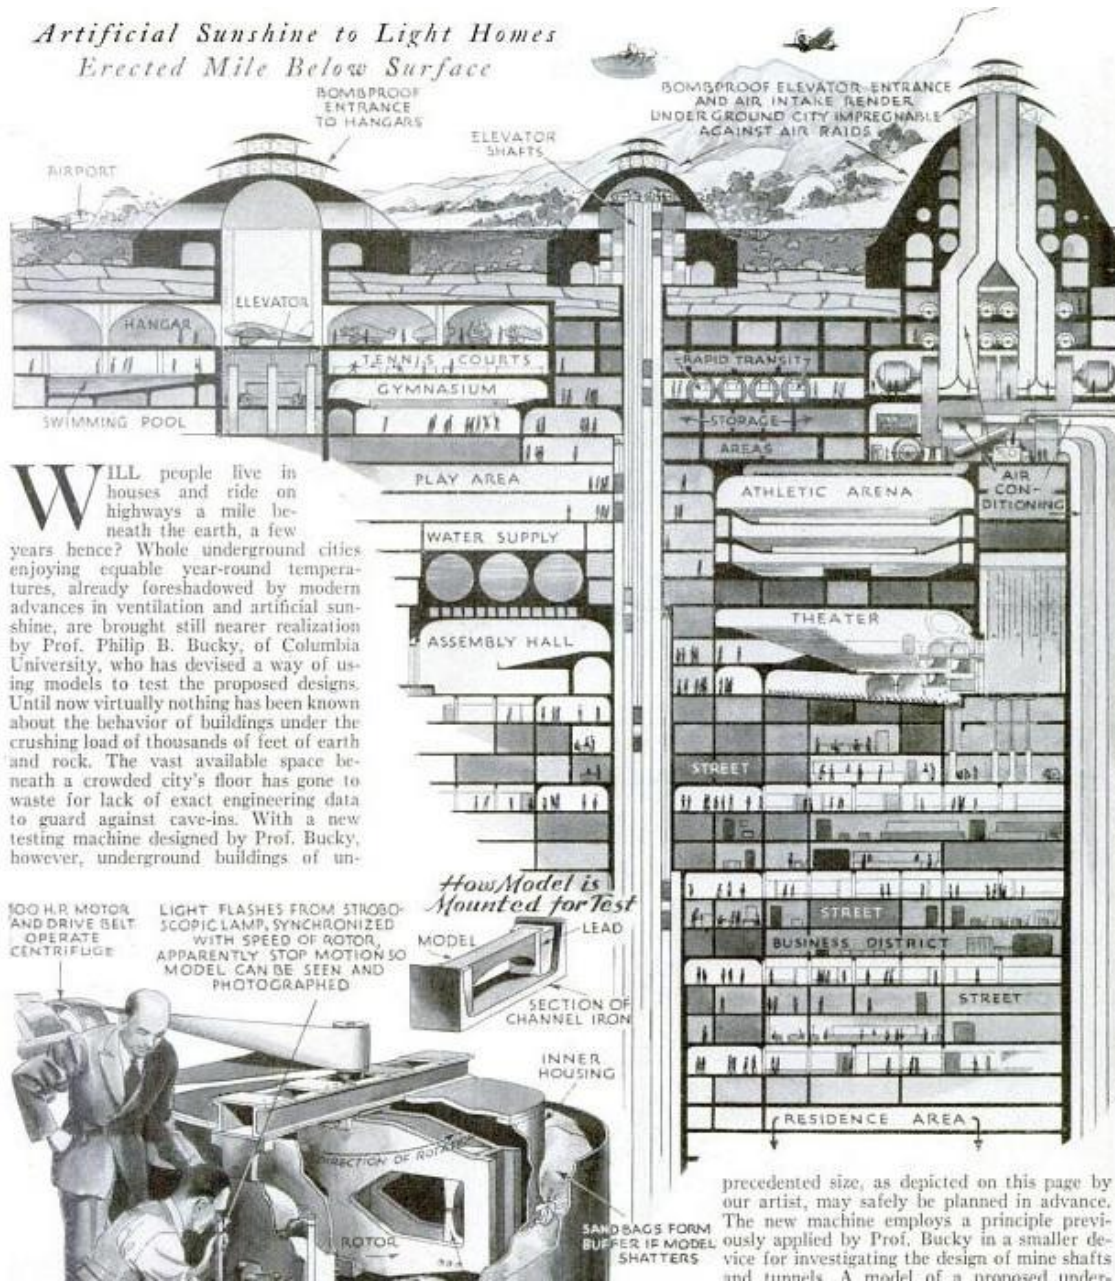 Artificial Sunshine to Light Homes
Erected Mile Below Surface
BOMBPROOF
ENTRANCE
TO HANGARS
AIRPORT
ELEVATOR
SHAFTS
BOMBPROOF ELEVATOR ENTRANCE
AND AIR INTAKE RENDER
UNDERGROUND CITY IMPREGNABLE
AGAINST AIR RAIDS
ELEVATOR
HANGAR
TENNIS COURTS
GYMNASIUM
SWIMMING POOL
RAPID TRANSIT
STORAGE
AREAS
AIR
CON-
DITIONING
PLAY AREA
ATHLETIC ARENA
WATER SUPPLY
THEATER
ASSEMBLY HALL
STREET
STREET
BUSINESS DISTRICT
STREET
RESIDENCE AREA
WILL people live in
houses and ride on
highways a mile be-
neath the earth, a few
years hence? Whole underground cities
enjoying equable year-round tempera-
tures, already foreshadowed by modern
advances in ventilation and artificial sun-
shine, are brought still nearer realization
by Prof. Philip B. Bucky, of Columbia
University, who has devised a way of us-
ing models to test the proposed designs.
Until now virtually nothing has been known
about the behavior of buildings under the
crushing load of thousands of feet of earth
and rock. The vast available space be-
neath a crowded city's floor has gone to
waste for lack of exact engineering data
to guard against cave-ins. With a new
testing machine designed by Prof. Bucky,
however, underground buildings of un-
How Model is
Mounted for Test
MODEL
LEAD
SECTION OF
CHANNEL IRON
500 H.P. MOTOR
AND DRIVE BELT
OPERATE
CENTRIFUGE
LIGHT FLASHES FROM STROBO-
SCOPIC LAMP, SYNCHRONIZED
WITH SPEED OF ROTOR,
APPARENTLY STOP MOTION SO
MODEL CAN BE SEEN AND
PHOTOGRAPHED
INNER
HOUSING
DIRECTION OF ROTA
ROTOR
SAND BAGS FORM
BUFFER IF MODEL
SHATTERS
precedented size, as depicted on this page by
our artist, may safely be planned in advance.
The new machine employs a principle previ-
ously applied by Prof. Bucky in a smaller de-
vice for investigating the design of mine shafts
and tunnels. A model of a proposed under-